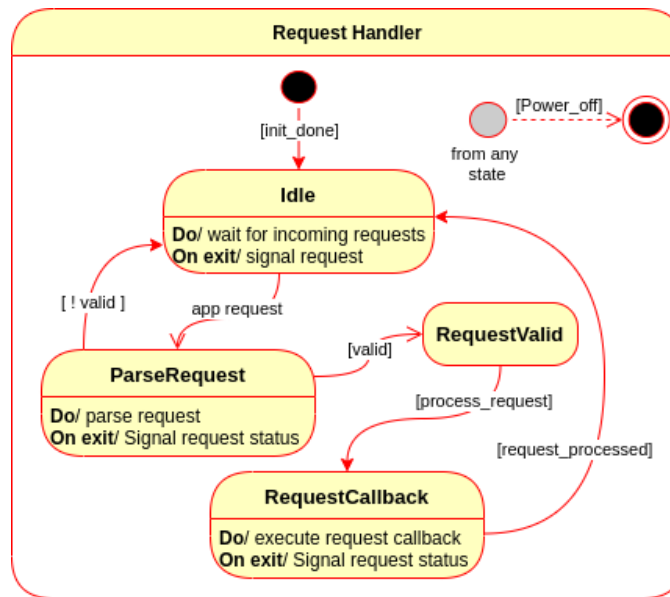 Request Handler
[init_done]
[Power_off]
from any
state
Idle
Do/ wait for incoming requests
On exit/ signal request
[ ! valid ]
app request
[valid]
RequestValid
ParseRequest
Do/ parse request
On exit/ Signal request status
[process_request]
[request_processed]
RequestCallback
Do/ execute request callback
On exit/ Signal request status